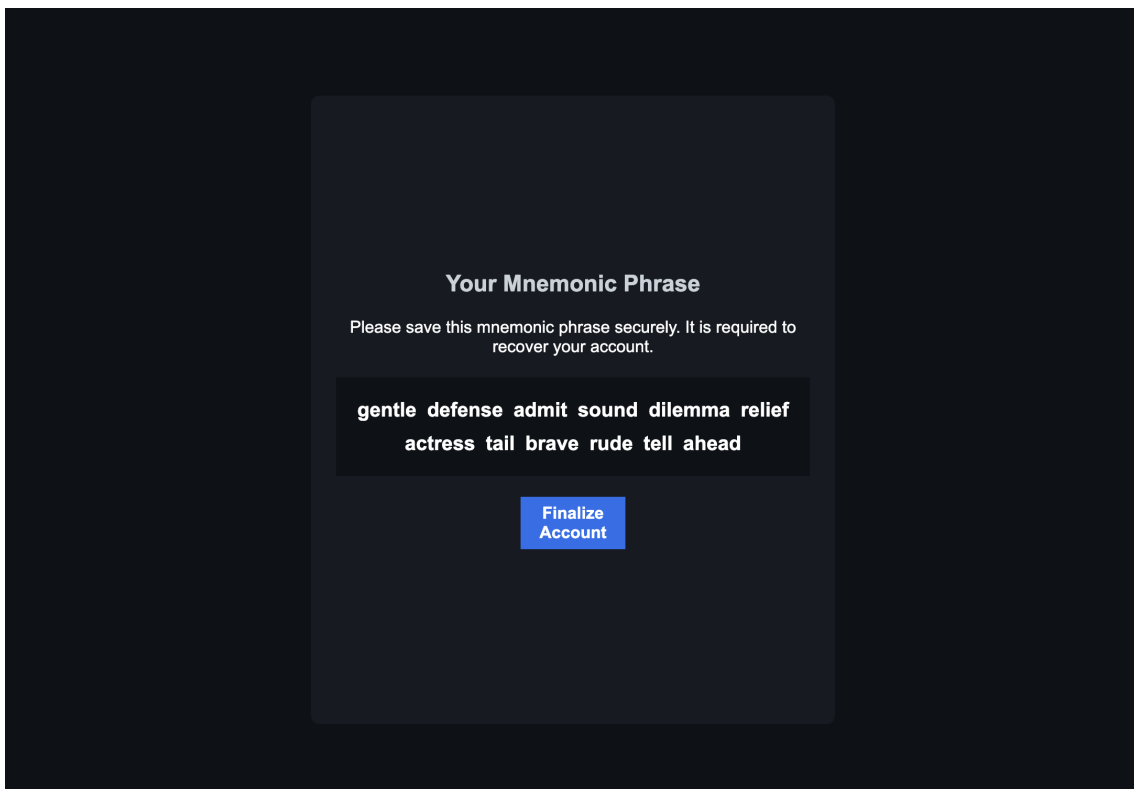 Your Mnemonic Phrase
Please save this mnemonic phrase securely. It is required to
recover your account.
gentle defense admit sound dilemma relief
actress tail brave rude tell ahead
Finalize
Account